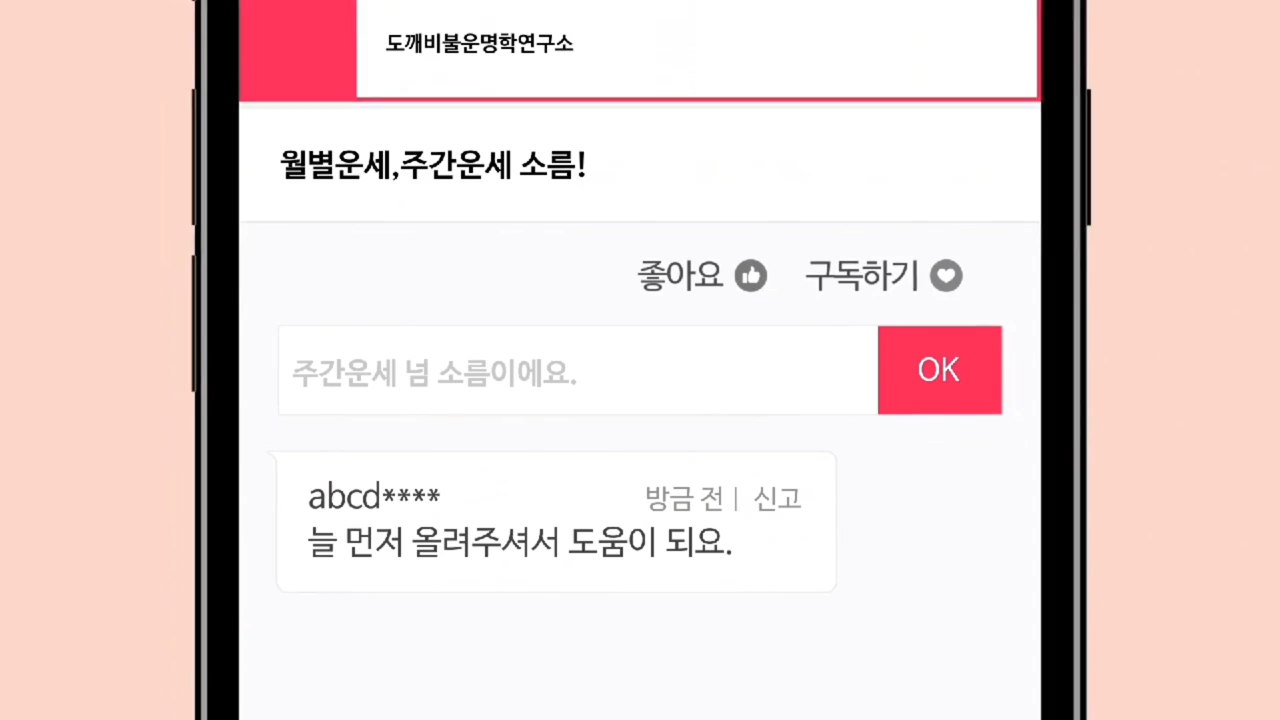 도깨비불운명학연구소
월별운세,주간운세 소름!
좋아요 구독하기
주간운세 넘 소름이에요.
OK
abcd****
방금 전 | 신고
늘 먼저 올려주셔서 도움이 되요.